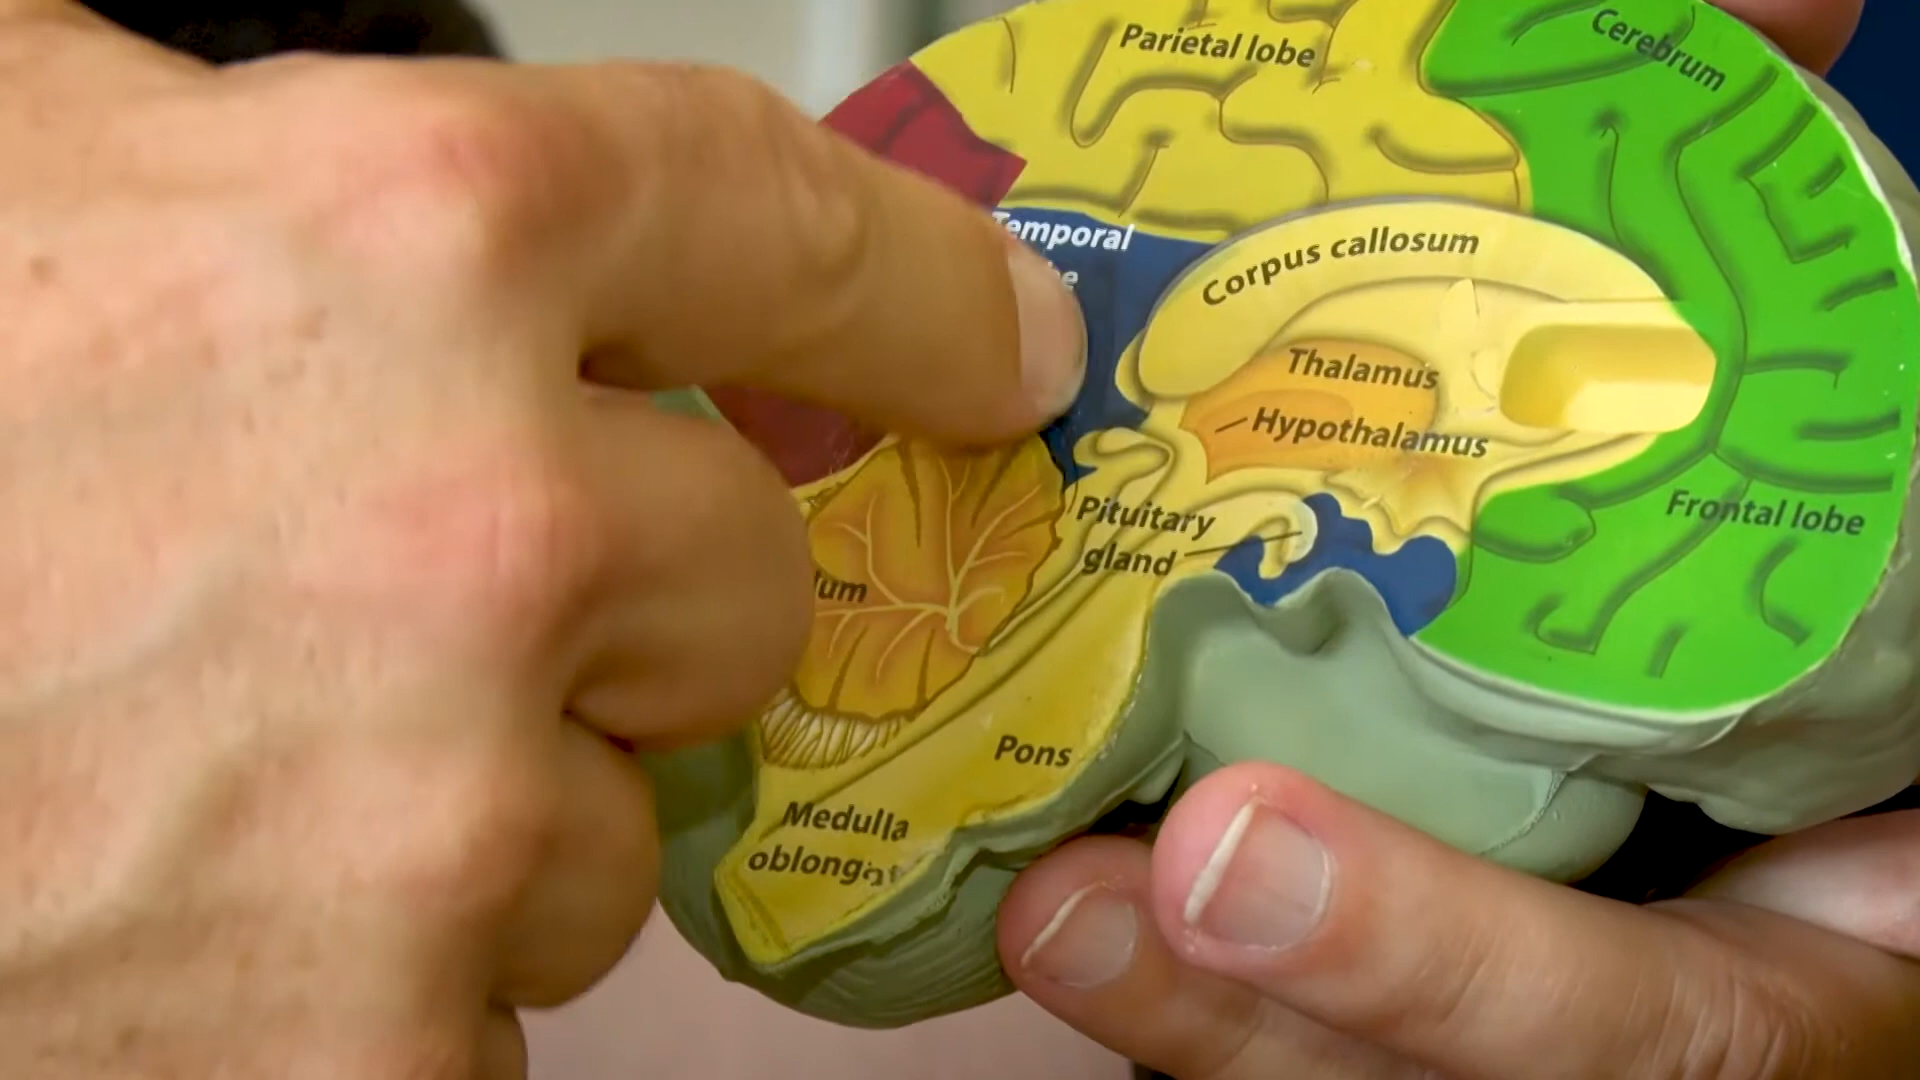 Parietal lobe
Cerebrum
Temporal
Corpus callosum
Thalamus
Hypothalamus
Pituitary
gland
Frontal lobe
Pons
Medulla